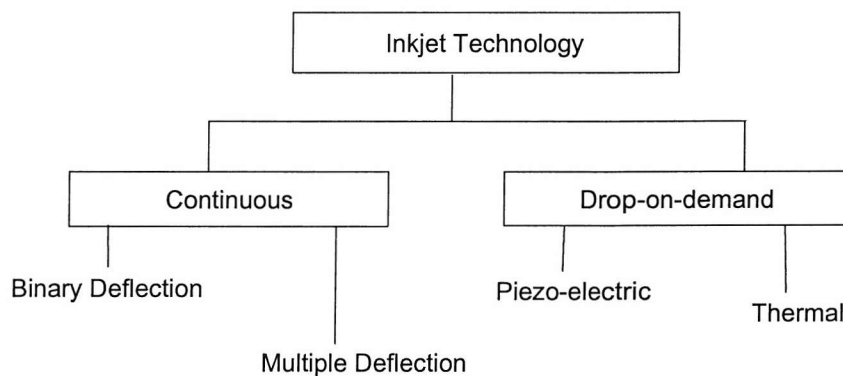 Inkjet Technology
Continuous
Drop-on-demand
Binary Deflection
Piezo-electric
Thermal
Multiple Deflection